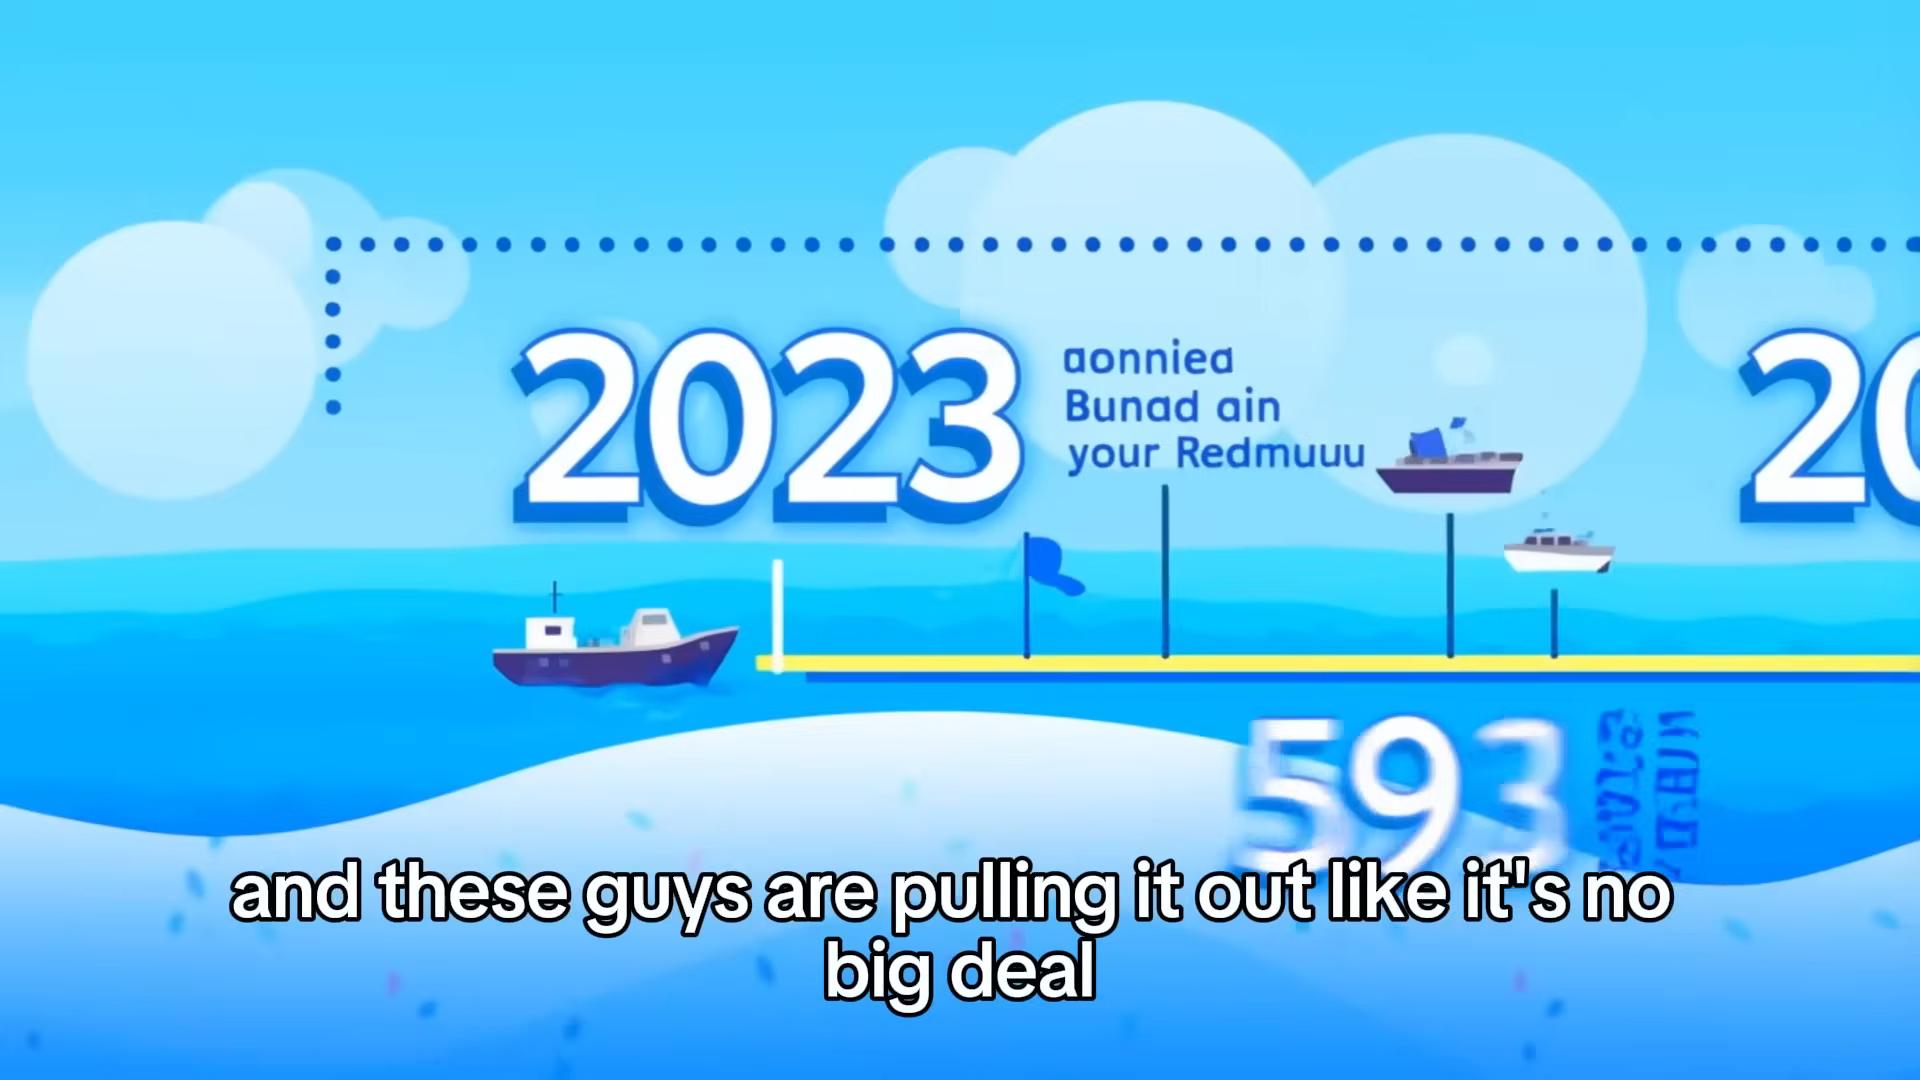 2023
aonniea
Bunad ain
your Redmuuu
20
593
and these guys are pulling it out like it's no
big deal